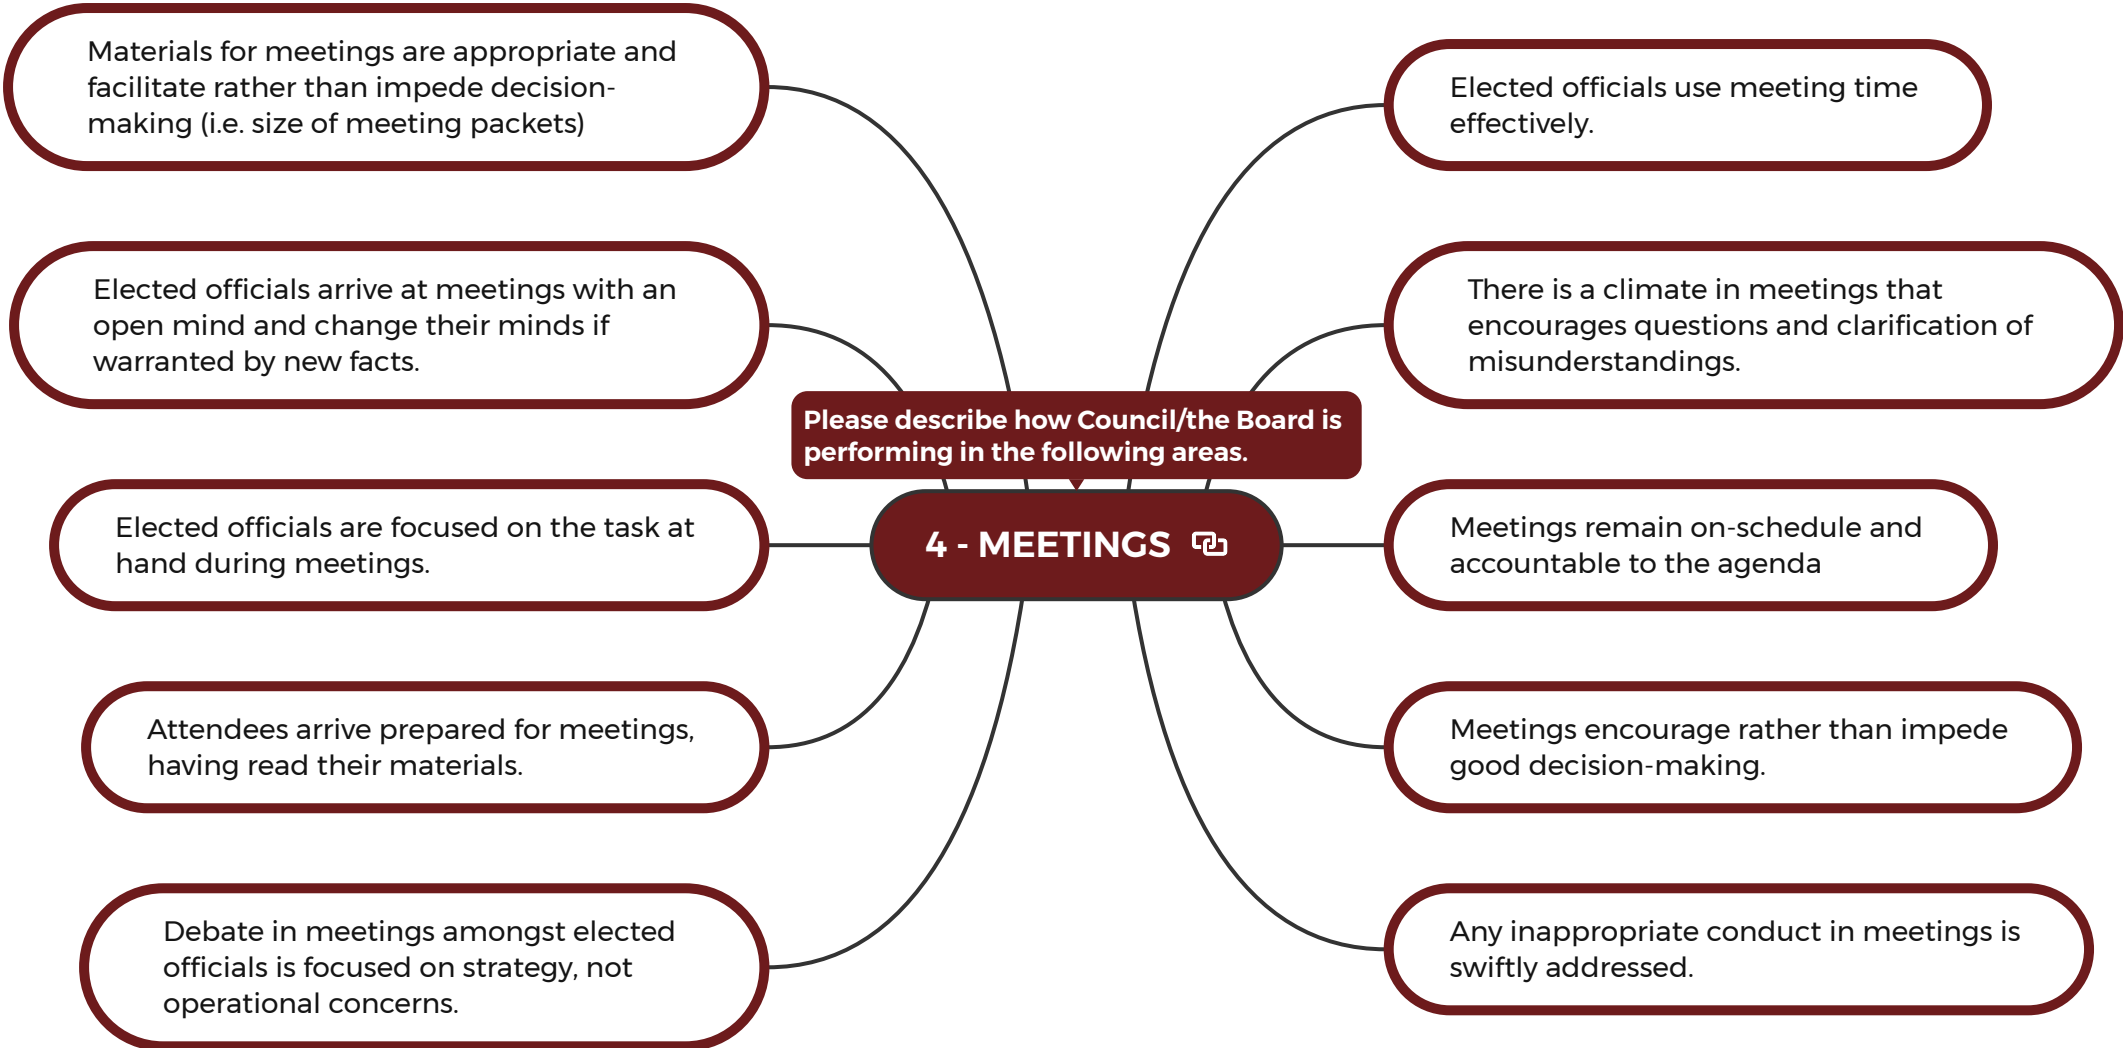 Please describe how Council/the Board is
performing in the following areas.
4 - MEETINGS
Elected officials use meeting time
effectively.
There is a climate in meetings that
encourages questions and clarification of
misunderstandings.
Meetings remain on-schedule and
accountable to the agenda
Meetings encourage rather than impede
good decision-making.
Any inappropriate conduct in meetings is
swiftly addressed.
Materials for meetings are appropriate and
facilitate rather than impede decision-
making (i.e. size of meeting packets)
Elected officials arrive at meetings with an
open mind and change their minds if
warranted by new facts.
Elected officials are focused on the task at
hand during meetings.
Attendees arrive prepared for meetings,
having read their materials.
Debate in meetings amongst elected
officials is focused on strategy, not
operational concerns.